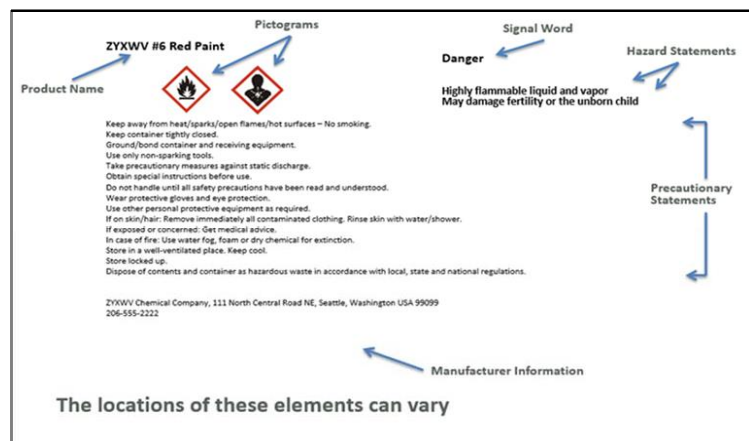 Pictograms
Signal Word
ZYXWV #6 Red Paint
Danger
Hazard Statements
Product Name
Highly flammable liquid and vapor
May damage fertility or the unborn child
Keep away from heat/sparks/open flames/hot surfaces – No smoking.
Keep container tightly closed.
Ground/bond container and receiving equipment.
Use only non-sparking tools.
Take precautionary measures against static discharge.
Obtain special instructions before use.
Do not handle until all safety precautions have been read and understood.
Wear protective gloves and eye protection.
Use other personal protective equipment as required.
If on skin/hair: Remove immediately all contaminated clothing. Rinse skin with water/shower.
If exposed or concerned: Get medical advice.
In case of fire: Use water fog, foam or dry chemical for extinction.
Store in a well-ventilated place. Keep cool.
Store locked up.
Dispose of contents and container as hazardous waste in accordance with local, state and national regulations.
Precautionary
Statements
ZYXWV Chemical Company, 111 North Central Road NE, Seattle, Washington USA 99099
206-555-2222
Manufacturer Information
The locations of these elements can vary